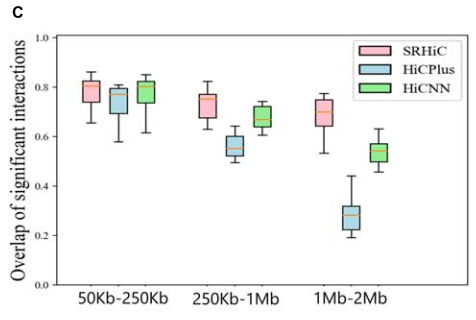 C
Overlap of significant interactions
1.0
0.8
0.6
0.4
0.2
0.0
SRHiC
HiCPlus
HiCNN
50Kb-250Kb 250Kb-1Mb 1Mb-2Mb